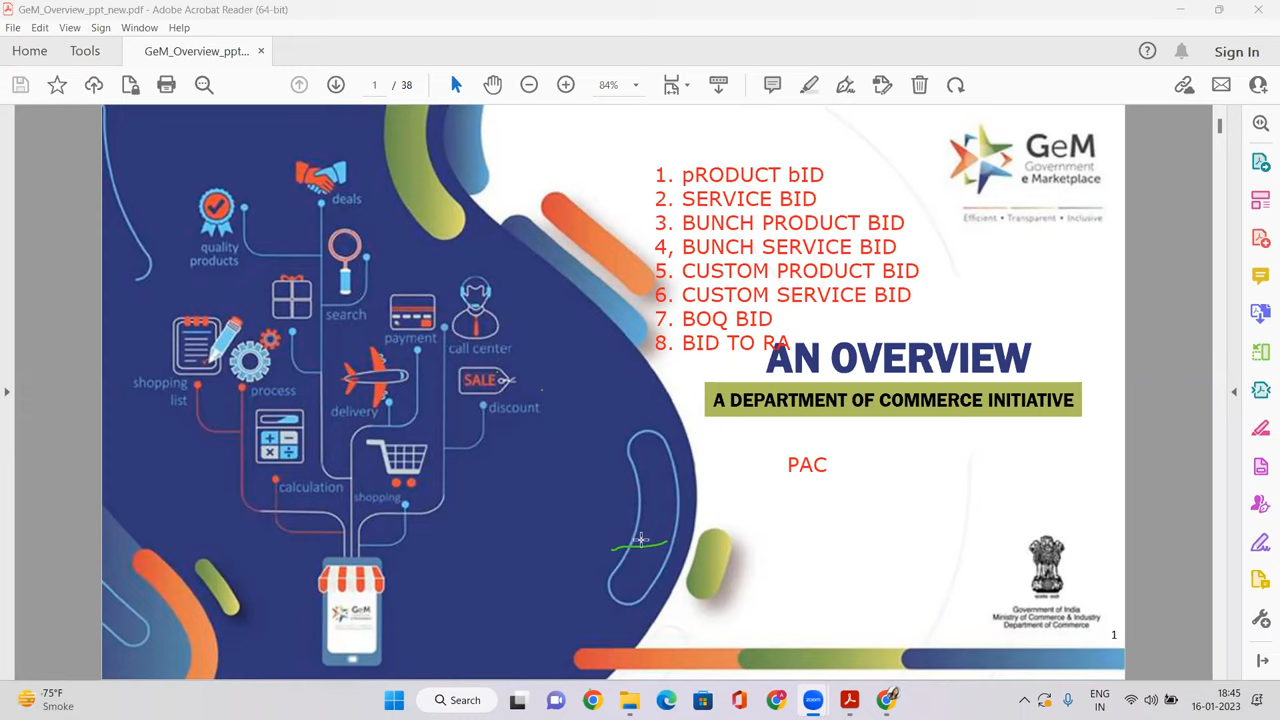 GeM_Overview_ppt_new.pdf - Adobe Acrobat Reader (64-bit)
File Edit View Sign Window Help
Home Tools GeM_Overview_ppt... × Sign In
1 / 38 84%
deals
quality
products
search
payment
call center
shopping
list
process
SALE
delivery
discount
calculation
shopping
GeM
1. pRODUCT bID
2. SERVICE BID
3. BUNCH PRODUCT BID
4, BUNCH SERVICE BID
5. CUSTOM PRODUCT BID
6. CUSTOM SERVICE BID
7. BOQ BID
8. BID TO RA
GeM
Government
e Marketplace
Efficient • Transparent • Inclusive
AN OVERVIEW
A DEPARTMENT OF COMMERCE INITIATIVE
PAC
Government of India
Ministry of Commerce & Industry
Department of Commerce
1
75°F
Smoke
Search
zoom
ENG
IN
18:45
16-01-2023